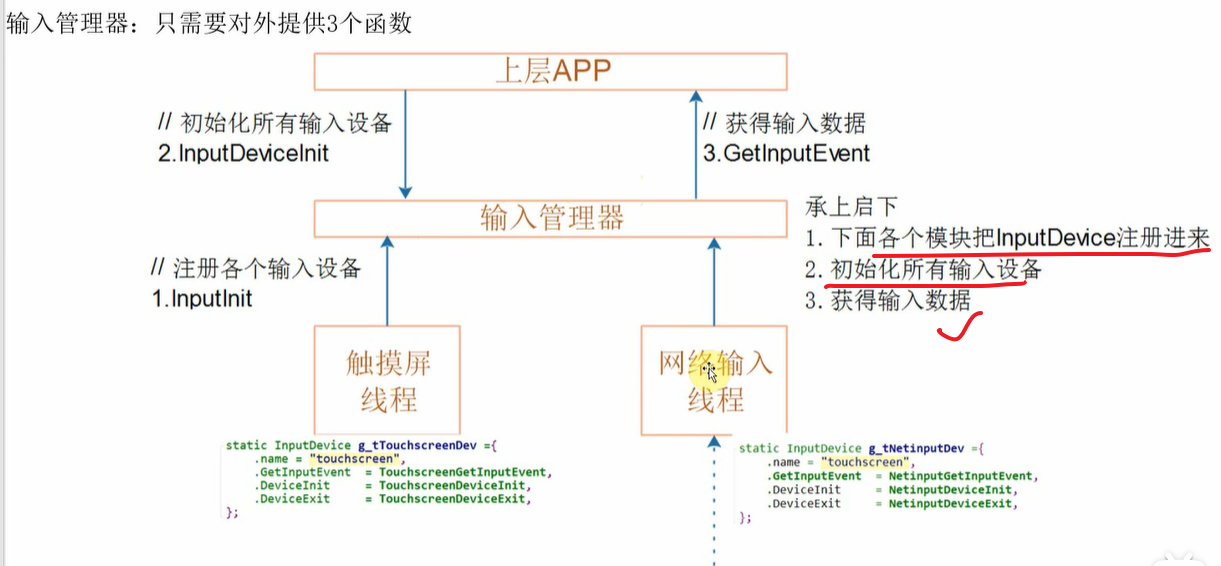 输入管理器：只需要对外提供3个函数
上层APP
// 初始化所有输入设备
2.InputDeviceInit
// 获得输入数据
3.GetInputEvent
输入管理器
承上启下
1. 下面各个模块把InputDevice注册进来
2. 初始化所有输入设备
3. 获得输入数据
// 注册各个输入设备
1.InputInit
触摸屏
线程
网络输入
线程
static InputDevice g_tTouchscreenDev ={
.name = "touchscreen",
.GetInputEvent = TouchscreenGetInputEvent,
.DeviceInit = TouchscreenDeviceInit,
.DeviceExit = TouchscreenDeviceExit,
};
static InputDevice g_tNetinputDev ={
.name = "touchscreen",
.GetInputEvent = NetinputGetInputEvent,
.DeviceInit = NetinputDeviceInit,
.DeviceExit = NetinputDeviceExit,
};